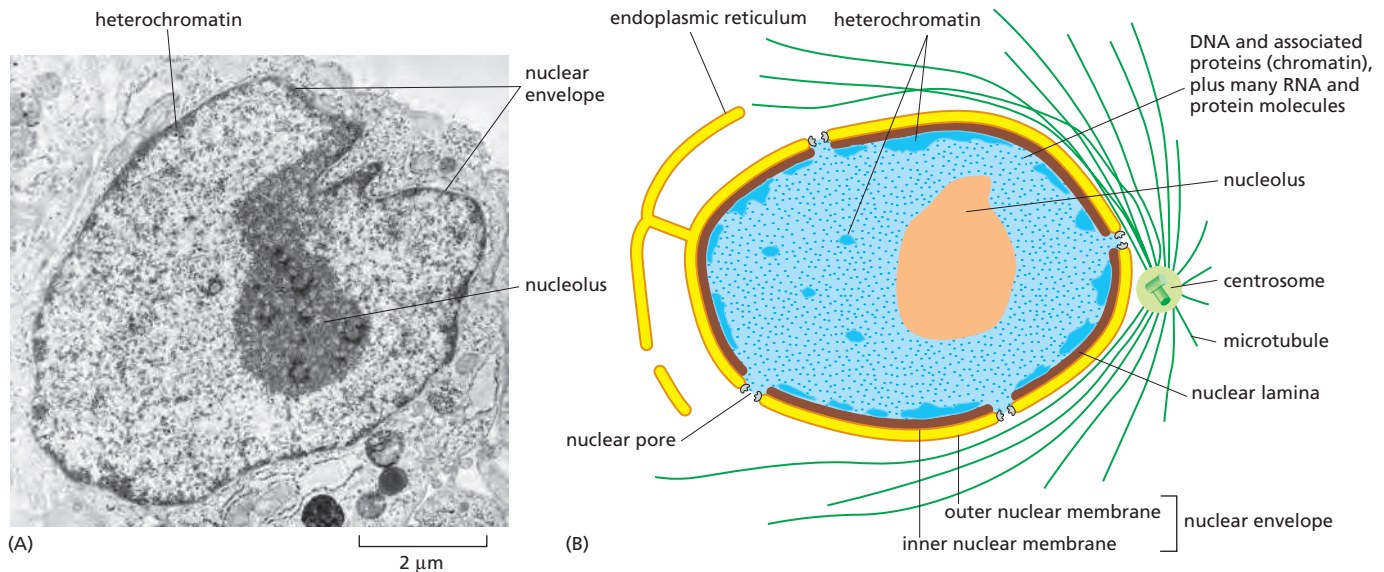 heterochromatin
nuclear
envelope
nucleolus
(A)
2 μm
endoplasmic reticulum
heterochromatin
DNA and associated
proteins (chromatin),
plus many RNA and
protein molecules
nucleolus
centrosome
microtubule
nuclear lamina
nuclear pore
outer nuclear membrane
inner nuclear membrane
nuclear envelope
(B)